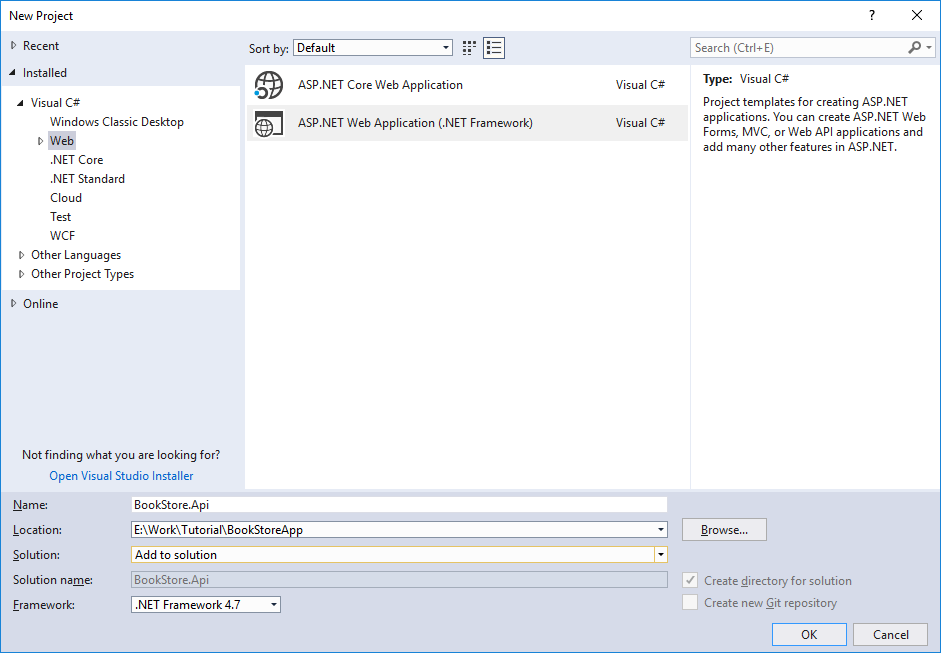 New Project
?
Recent
Installed
Visual C#
Windows Classic Desktop
Web
.NET Core
.NET Standard
Cloud
Test
WCF
Other Languages
Other Project Types
Online
Not finding what you are looking for?
Open Visual Studio Installer
Sort by: Default
ASP.NET Core Web Application Visual C#
ASP.NET Web Application (.NET Framework) Visual C#
Search (Ctrl+E)
Type: Visual C#
Project templates for creating ASP.NET
applications. You can create ASP.NET Web
Forms, MVC, or Web API applications and
add many other features in ASP.NET.
Name: BookStore.Api
Location: E:\Work\Tutorial\BookStoreApp Browse...
Solution: Add to solution
Solution name: BookStore.Api Create directory for solution
Framework: .NET Framework 4.7 Create new Git repository
OK Cancel